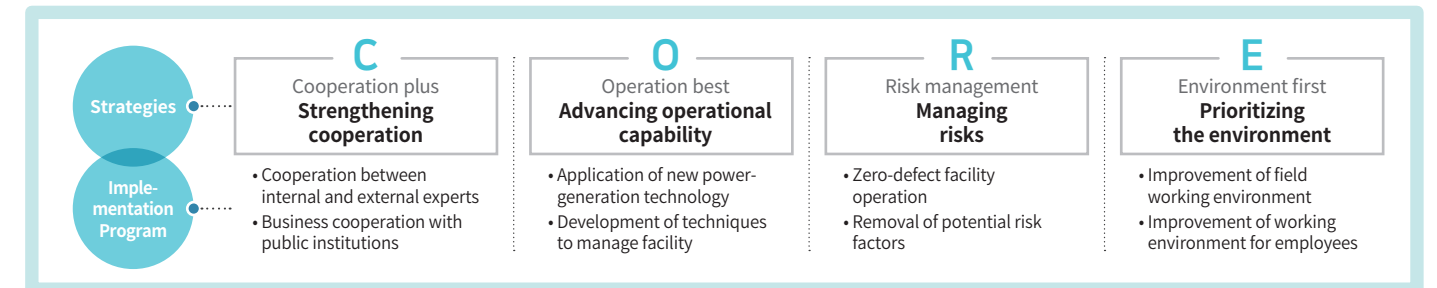 Strategies
Imple-
mentation
Program
C
Cooperation plus
Strengthening
cooperation
• Cooperation between
internal and external experts
• Business cooperation with
public institutions
O
Operation best
Advancing operational
capability
• Application of new power-
generation technology
• Development of techniques
to manage facility
R
Risk management
Managing
risks
• Zero-defect facility
operation
• Removal of potential risk
factors
E
Environment first
Prioritizing
the environment
• Improvement of field
working environment
• Improvement of working
environment for employees